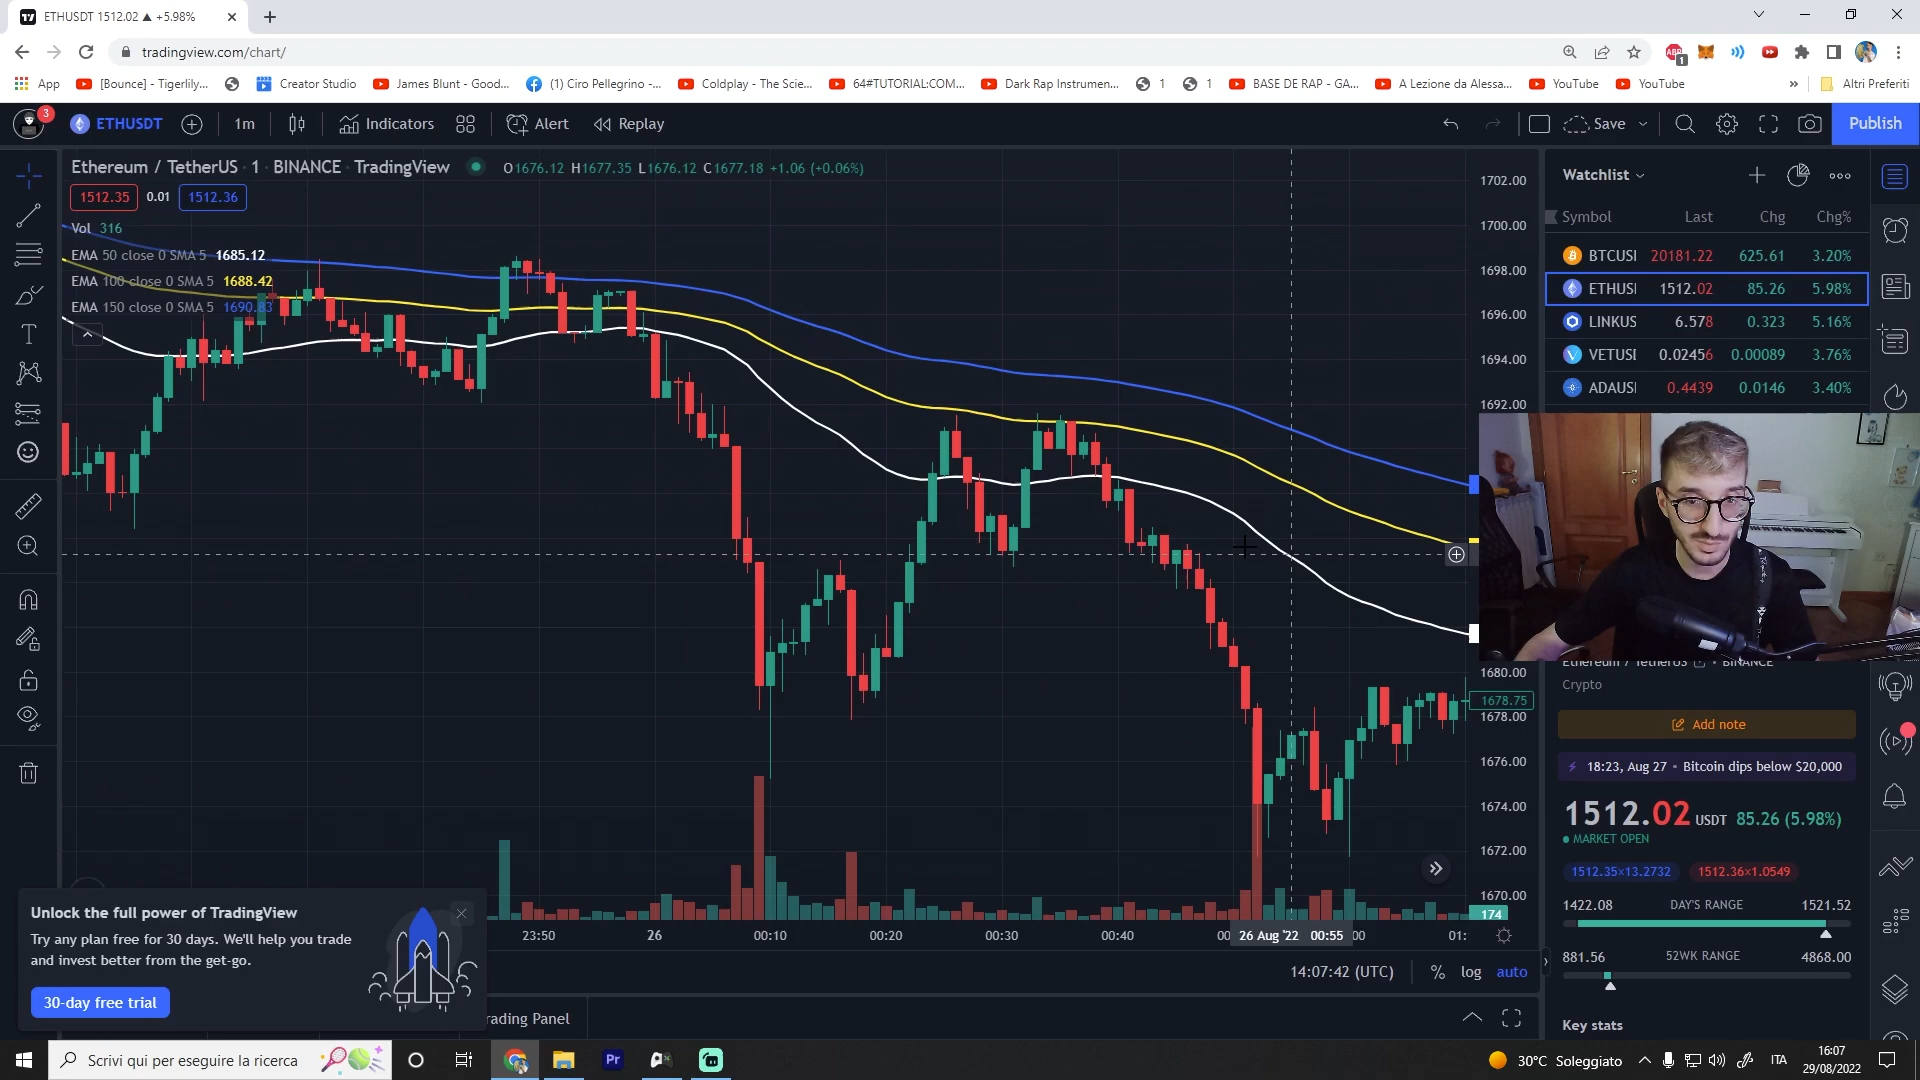 ETHUSDT 1512.02 ▲ +5.98%
tradingview.com/chart/
App
[Bounce] - Tigerlily...
Creator Studio
James Blunt - Good...
(1) Ciro Pellegrino -...
Coldplay - The Scie...
64#TUTORIAL:COM...
Dark Rap Instrumen...
1
1
BASE DE RAP - GA...
A Lezione da Alessa...
YouTube
YouTube
»
Altri Preferiti
3
ETHUSDT
1m
Indicators
Alert
Replay
Save
Publish
Ethereum / TetherUS · 1 · BINANCE · TradingView
O1676.12 H1677.35 L1676.12 C1677.18 +1.06 (+0.06%)
1512.35 0.01 1512.36
Vol 316
EMA 50 close 0 SMA 5 1685.12
EMA 100 close 0 SMA 5 1688.42
EMA 150 close 0 SMA 5 1690.83
1702.00
1700.00
1698.00
1696.00
1694.00
1692.00
1680.00
1678.75
1678.00
1676.00
1674.00
1672.00
1670.00
174
23:50 26 00:10 00:20 00:30 00:40 26 Aug '22 00:55 01:
14:07:42 (UTC) % log auto
Unlock the full power of TradingView
Try any plan free for 30 days. We'll help you trade
and invest better from the get-go.
30-day free trial
rading Panel
Watchlist
Symbol Last Chg Chg%
BTCUSI 20181.22 625.61 3.20%
ETHUSI 1512.02 85.26 5.98%
LINKUS 6.578 0.323 5.16%
VETUSI 0.02456 0.00089 3.76%
ADAUSI 0.4439 0.0146 3.40%
Ethereum / TetherUS • BINANCE
Crypto
Add note
18:23, Aug 27 • Bitcoin dips below $20,000
1512.02 USDT 85.26 (5.98%)
MARKET OPEN
1512.35×13.2732 1512.36×1.0549
1422.08 DAY'S RANGE 1521.52
881.56 52WK RANGE 4868.00
Key stats
Scrivi qui per eseguire la ricerca
Pr
30°C Soleggiato
ITA
16:07
29/08/2022